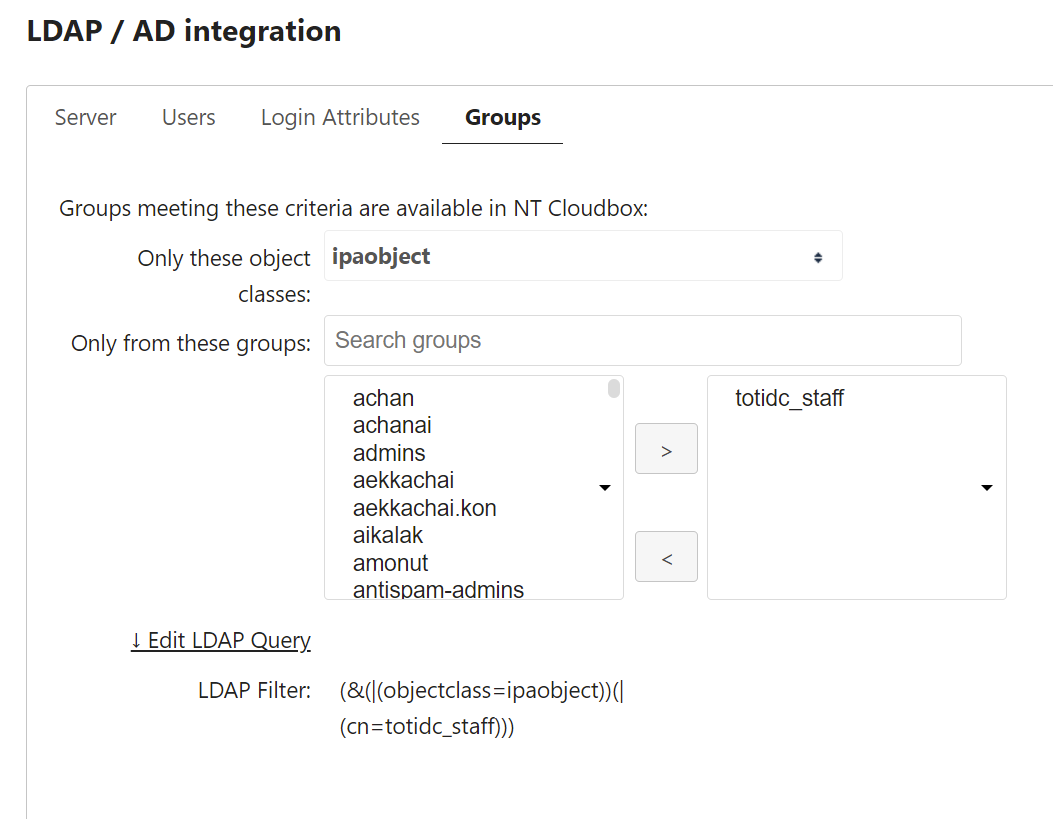 LDAP / AD integration
Server Users Login Attributes Groups
Groups meeting these criteria are available in NT Cloudbox:
Only these object classes:
ipaobject
Only from these groups:
Search groups
achan
achanai
admins
aekkachai
aekkachai.kon
aikalak
amonut
antispam-admins
>
<
totidc_staff
↓ Edit LDAP Query
LDAP Filter:
(&(|(objectclass=ipaobject))(|
(cn=totidc_staff)))